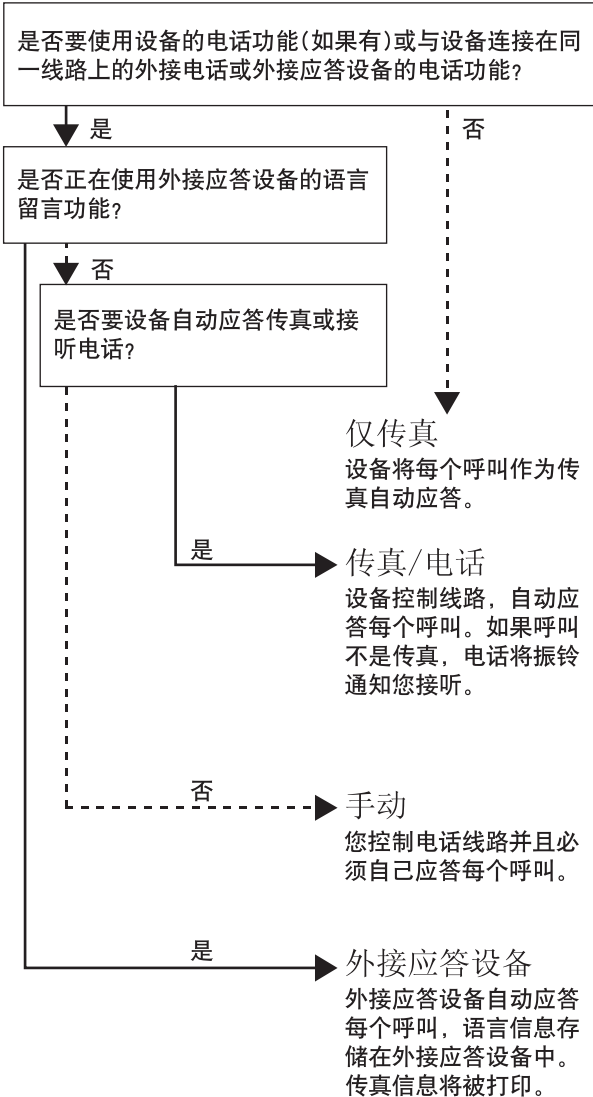 是否要使用设备的电话功能(如果有)或与设备连接在同
一线路上的外接电话或外接应答设备的电话功能?
是
否
是否正在使用外接应答设备的语言
留言功能?
否
是否要设备自动应答传真或接
听电话?
仅传真
设备将每个呼叫作为传
真自动应答。
是
传真/电话
设备控制线路，自动应
答每个呼叫。如果呼叫
不是传真，电话将振铃
通知您接听。
否
手动
您控制电话线路并且必
须自己应答每个呼叫。
是
外接应答设备
外接应答设备自动应答
每个呼叫，语言信息存
储在外接应答设备中。
传真信息将被打印。